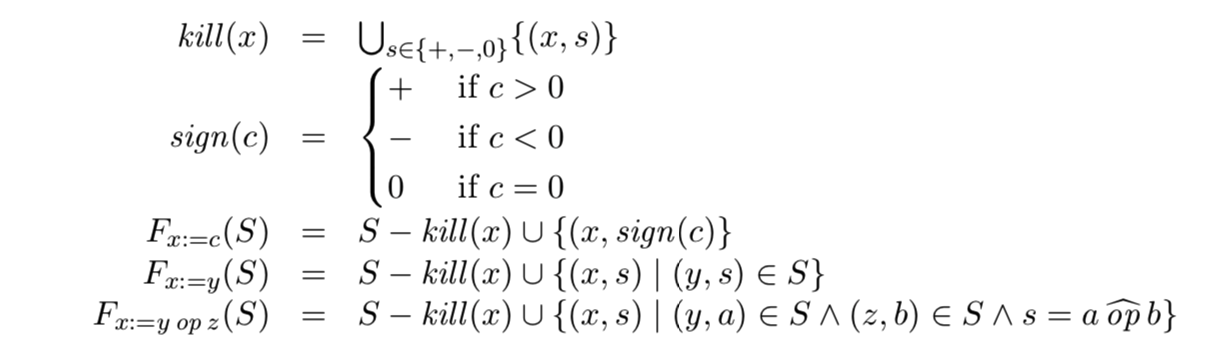 kill(x) = ⋃_{s∈{+,−,0}}{(x, s)}
sign(c) = { + if c > 0
− if c < 0
0 if c = 0
F_{x:=c}(S) = S − kill(x) ∪ {(x, sign(c)}
F_{x:=y}(S) = S − kill(x) ∪ {(x, s) | (y, s) ∈ S}
F_{x:=y op z}(S) = S − kill(x) ∪ {(x, s) | (y, a) ∈ S ∧ (z, b) ∈ S ∧ s = a \widehat{op} b}